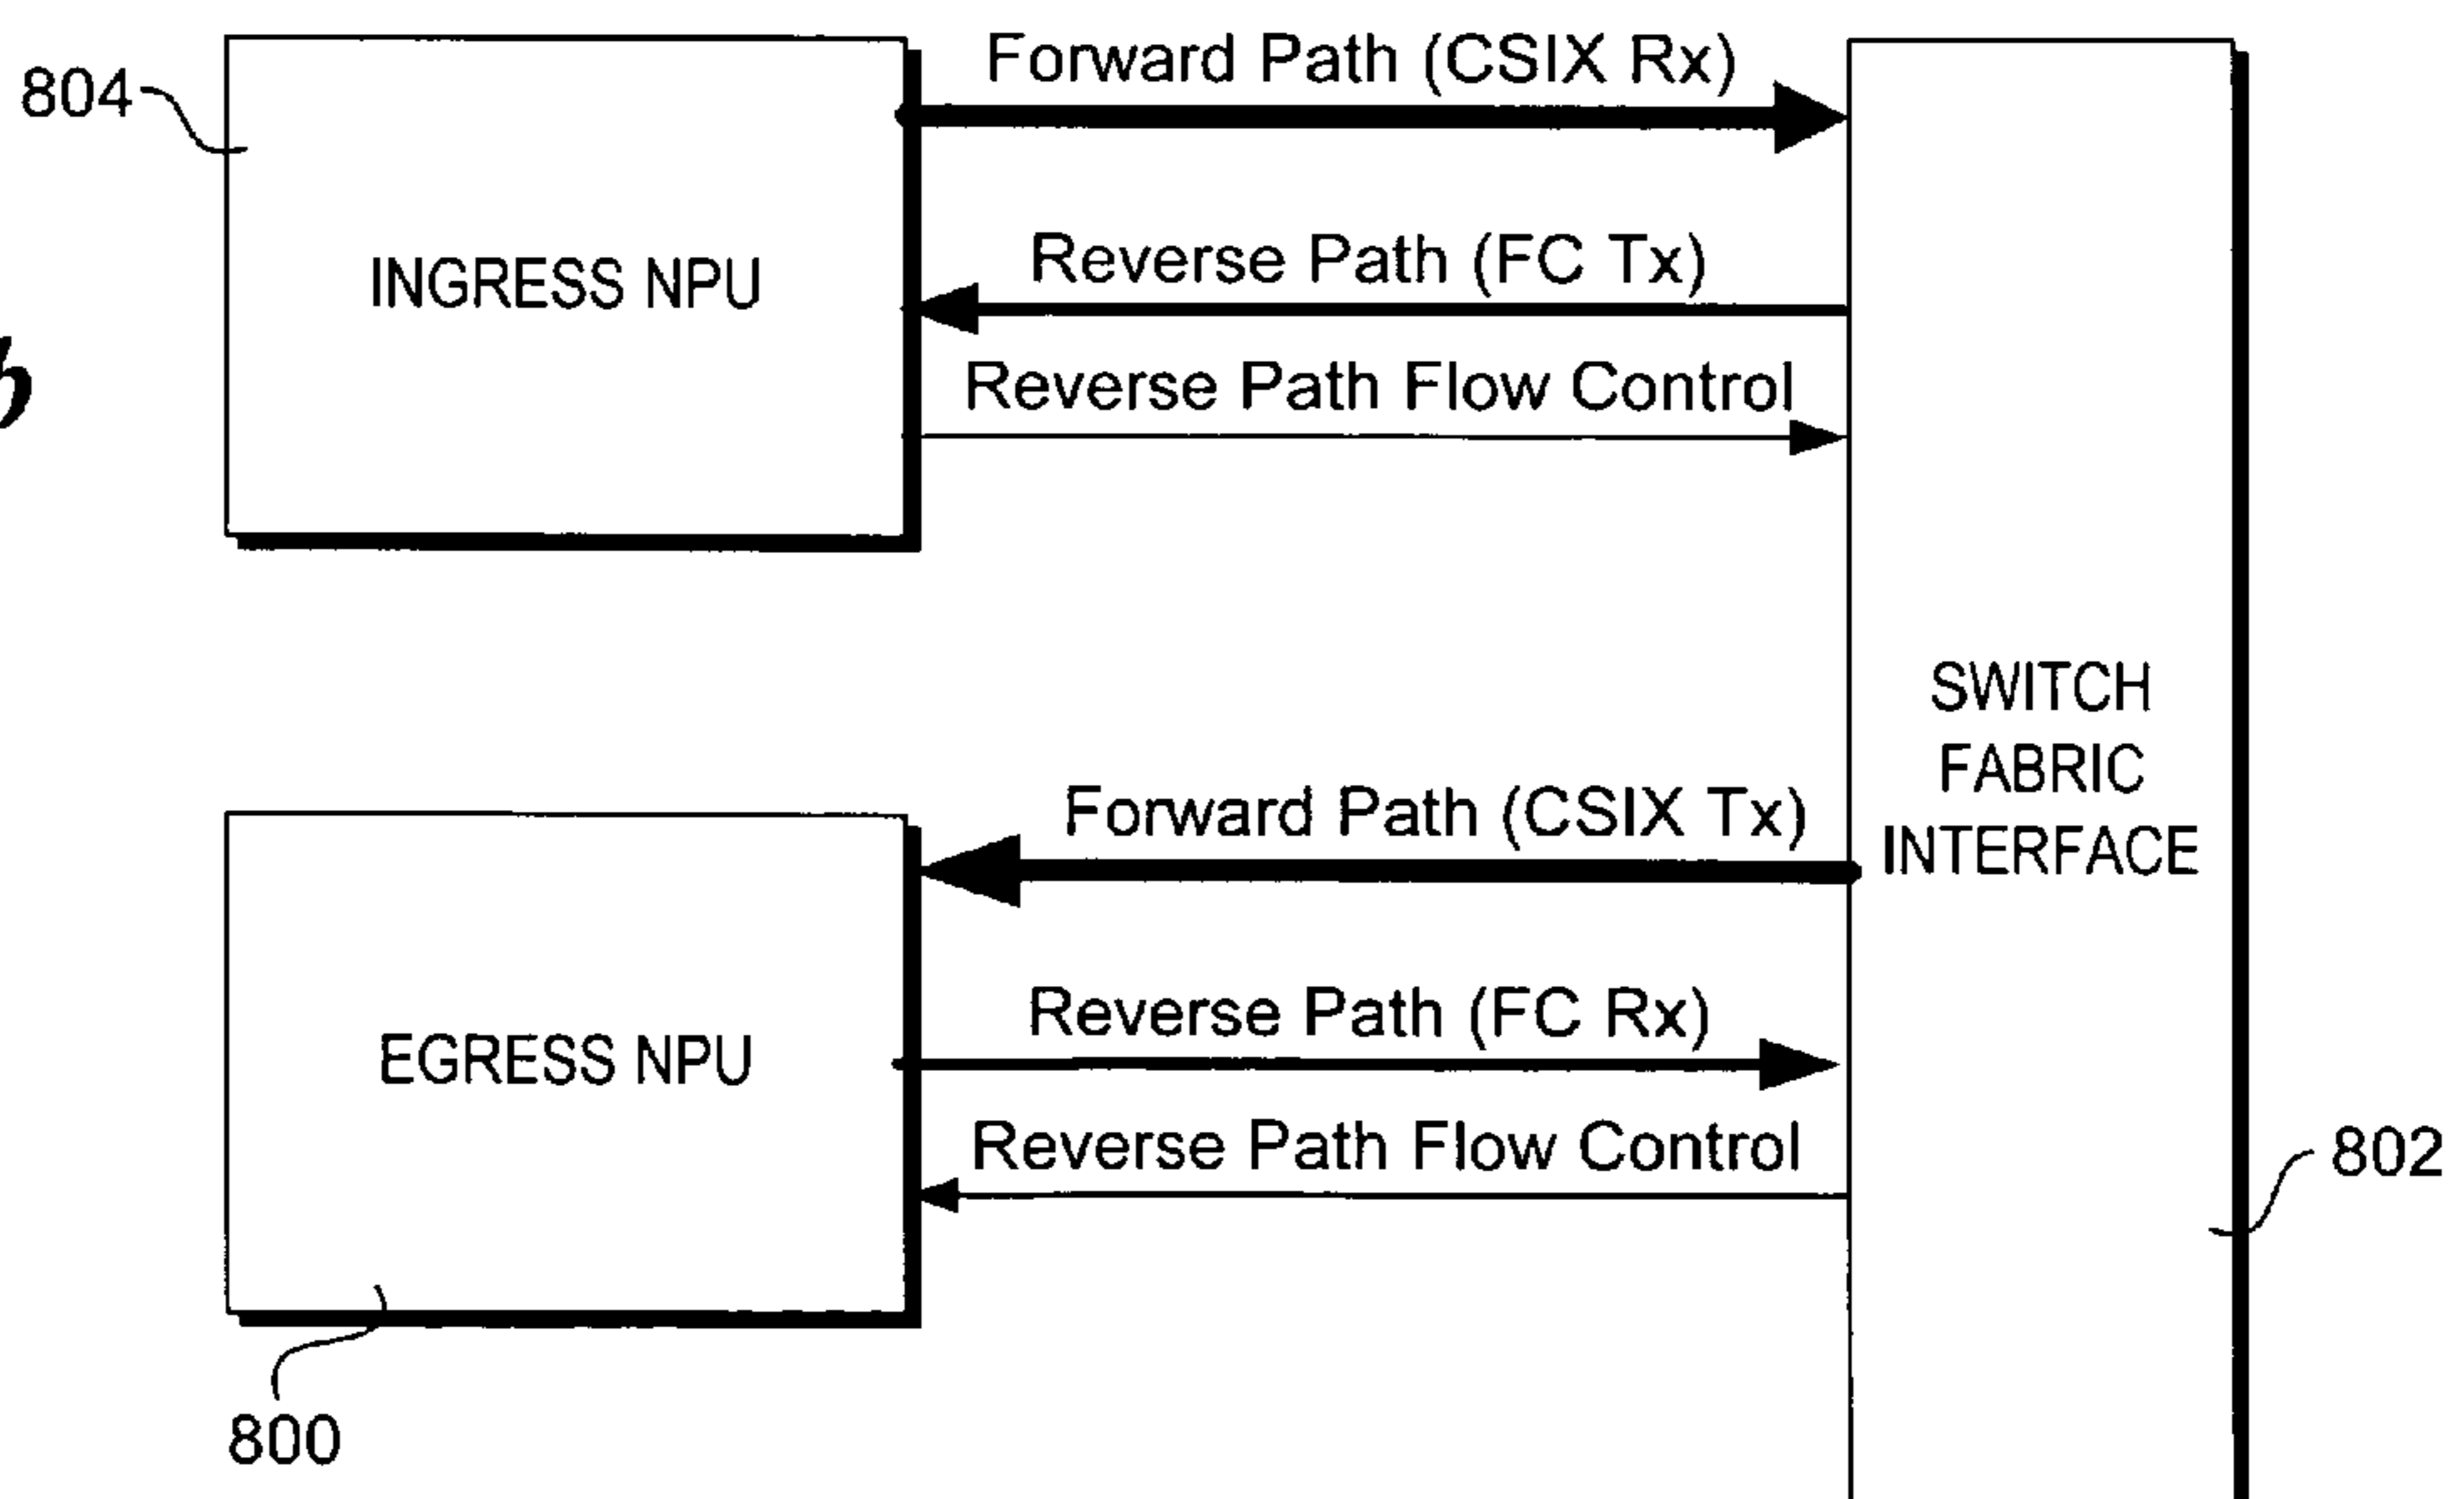 804
Forward Path (CSIX Rx)
INGRESS NPU
Reverse Path (FC Tx)
Reverse Path Flow Control
b
SWITCH
FABRIC
INTERFACE
Forward Path (CSIX Tx)
EGRESS NPU
Reverse Path (FC Rx)
Reverse Path Flow Control
802
800